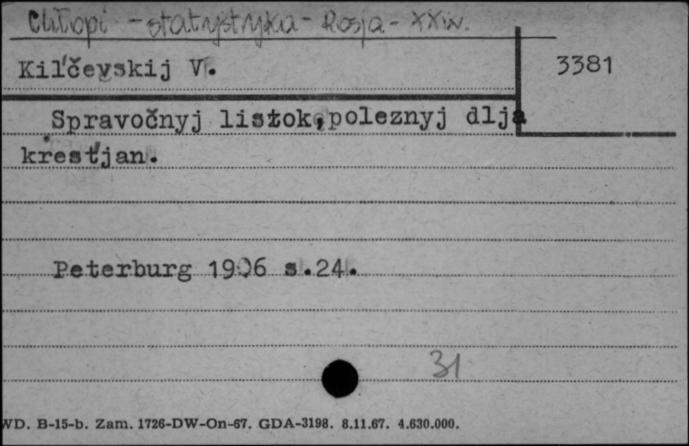 Chłopi - statystyka - Rosja - XXw.
Kil'čevskij V.
3381
Spravočnyj listok, poleznyj dlja
krest'jan.
Peterburg 1906 s.24.
31
WD. B-15-b. Zam. 1726-DW-On-67. GDA-3198. 8.11.67. 4.630.000.